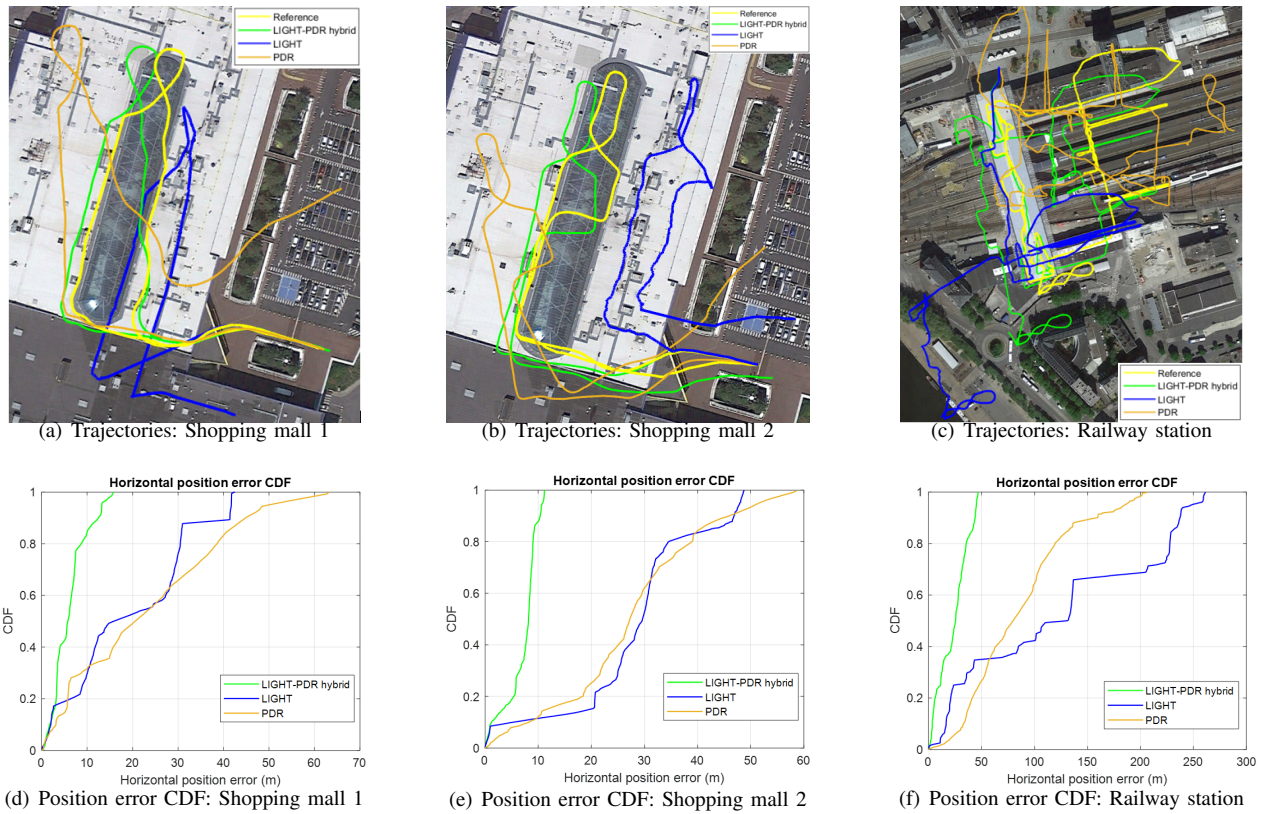 Reference
LIGHT-PDR hybrid
LIGHT
PDR
Reference
LIGHT-PDR hybrid
LIGHT
PDR
Reference
LIGHT-PDR hybrid
LIGHT
PDR
(a) Trajectories: Shopping mall 1
(b) Trajectories: Shopping mall 2
(c) Trajectories: Railway station
Horizontal position error CDF
CDF
1
0.8
0.6
0.4
0.2
0
0 10 20 30 40 50 60 70
Horizontal position error (m)
LIGHT-PDR hybrid
LIGHT
PDR
Horizontal position error CDF
CDF
1
0.8
0.6
0.4
0.2
0
0 10 20 30 40 50 60
Horizontal position error (m)
LIGHT-PDR hybrid
LIGHT
PDR
Horizontal position error CDF
CDF
1
0.8
0.6
0.4
0.2
0
0 50 100 150 200 250 300
Horizontal position error (m)
LIGHT-PDR hybrid
LIGHT
PDR
(d) Position error CDF: Shopping mall 1
(e) Position error CDF: Shopping mall 2
(f) Position error CDF: Railway station